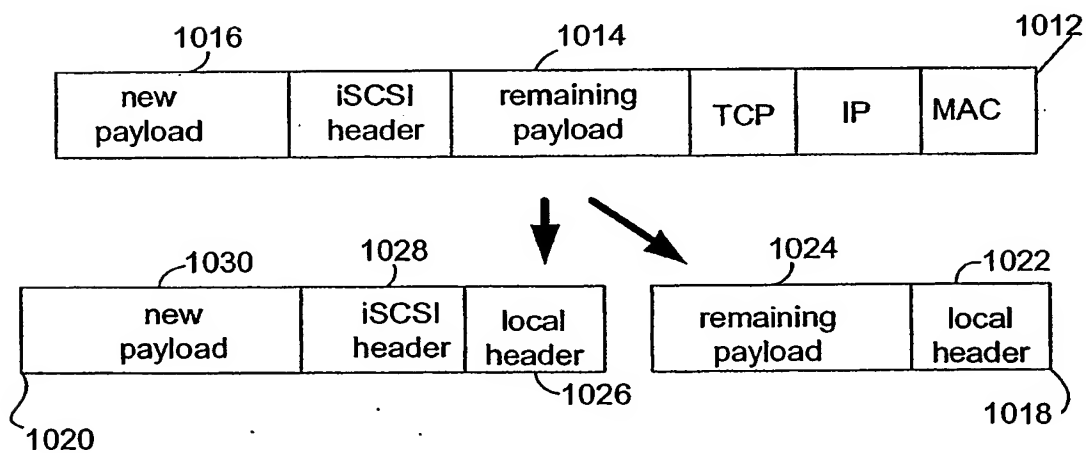 1016
1014
1012
new payload
iSCSI header
remaining payload
TCP
IP
MAC
1030
1028
1024
1022
new payload
iSCSI header
local header
remaining payload
local header
1026
1018
1020